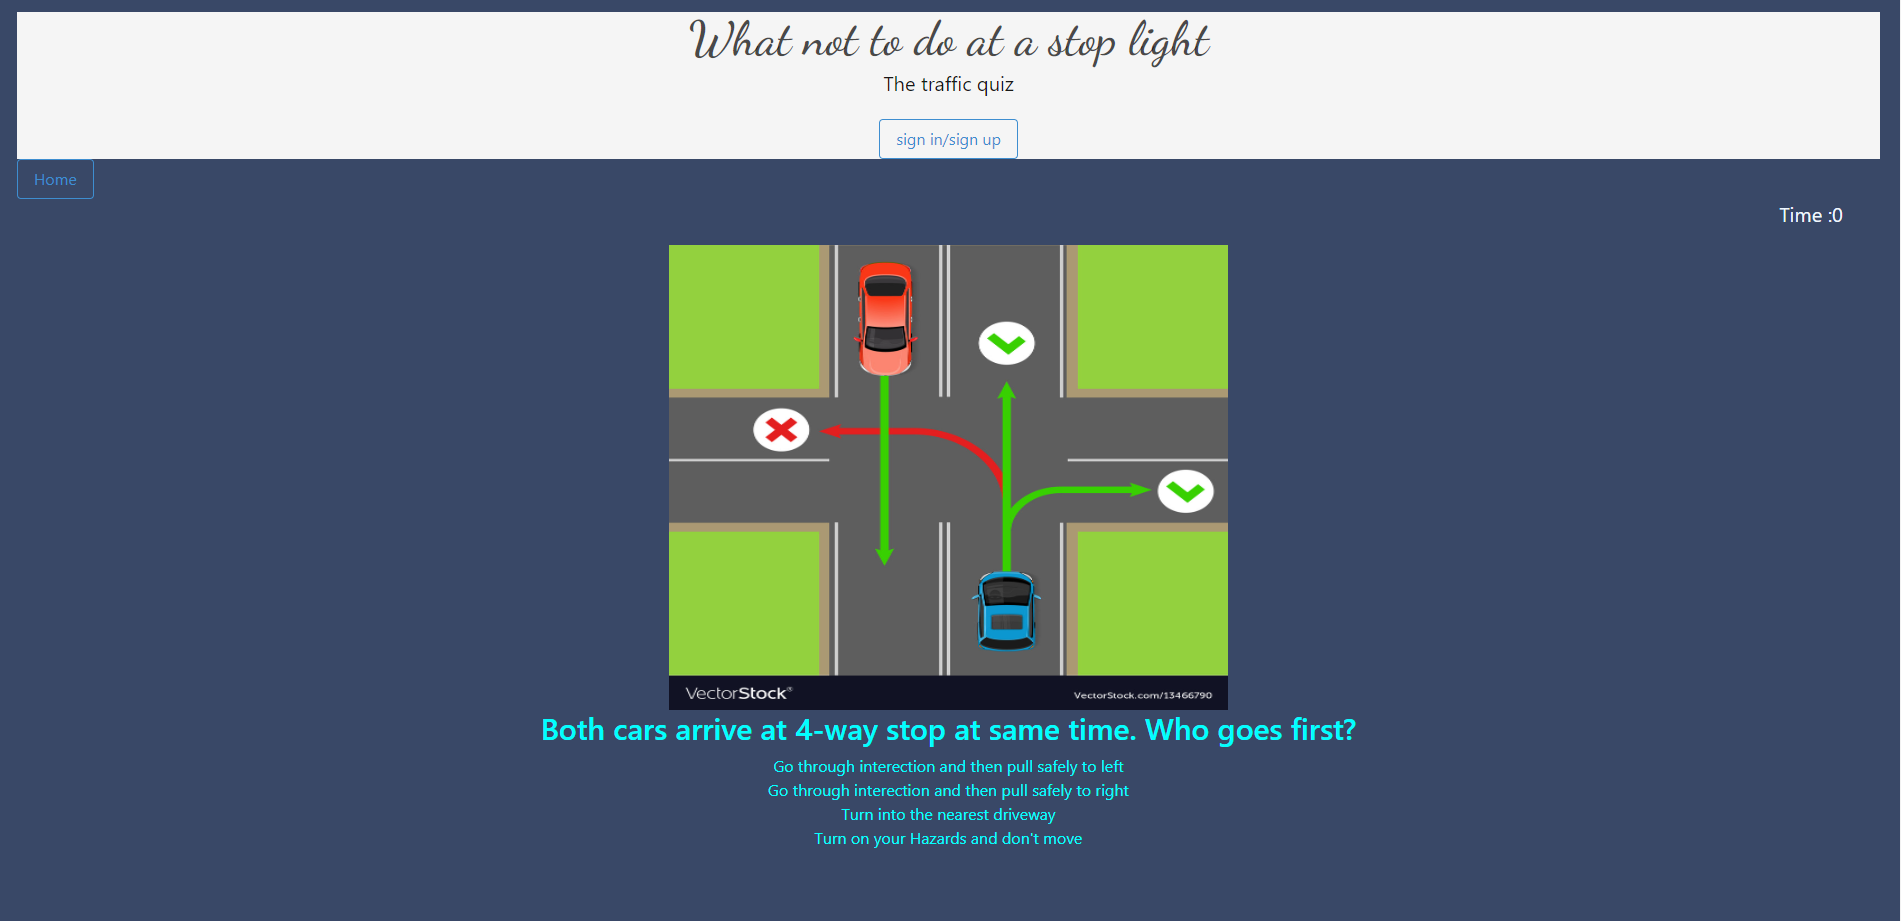 What not to do at a stop light
The traffic quiz
sign in/sign up
Home
Time :0
VectorStock®
VectorStock.com/13466790
Both cars arrive at 4-way stop at same time. Who goes first?
Go through interection and then pull safely to left
Go through interection and then pull safely to right
Turn into the nearest driveway
Turn on your Hazards and don't move